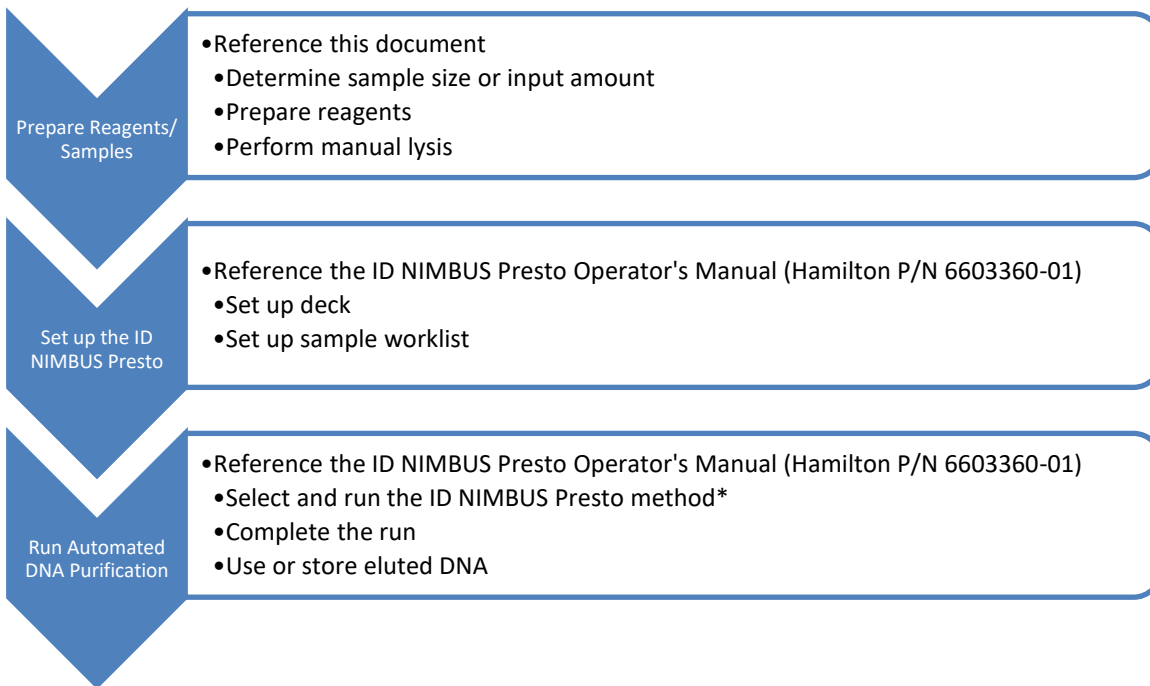 Prepare Reagents/
Samples
•Reference this document
•Determine sample size or input amount
•Prepare reagents
•Perform manual lysis
Set up the ID
NIMBUS Presto
•Reference the ID NIMBUS Presto Operator's Manual (Hamilton P/N 6603360-01)
•Set up deck
•Set up sample worklist
Run Automated
DNA Purification
•Reference the ID NIMBUS Presto Operator's Manual (Hamilton P/N 6603360-01)
•Select and run the ID NIMBUS Presto method*
•Complete the run
•Use or store eluted DNA